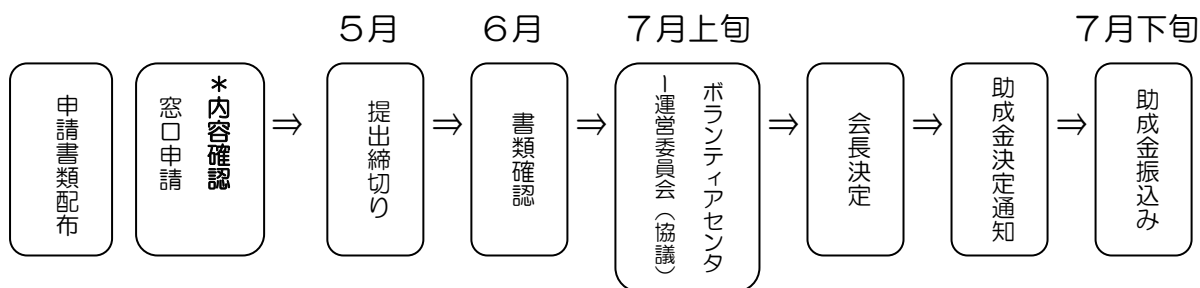 5月
6月
7月上旬
7月下旬
申請書類配布
＊内容確認
窓口申請
⇒
提出締切り
⇒
書類確認
⇒
ボランティアセンタ
ー運営委員会（協議）
⇒
会長決定
⇒
助成金決定通知
⇒
助成金振込み